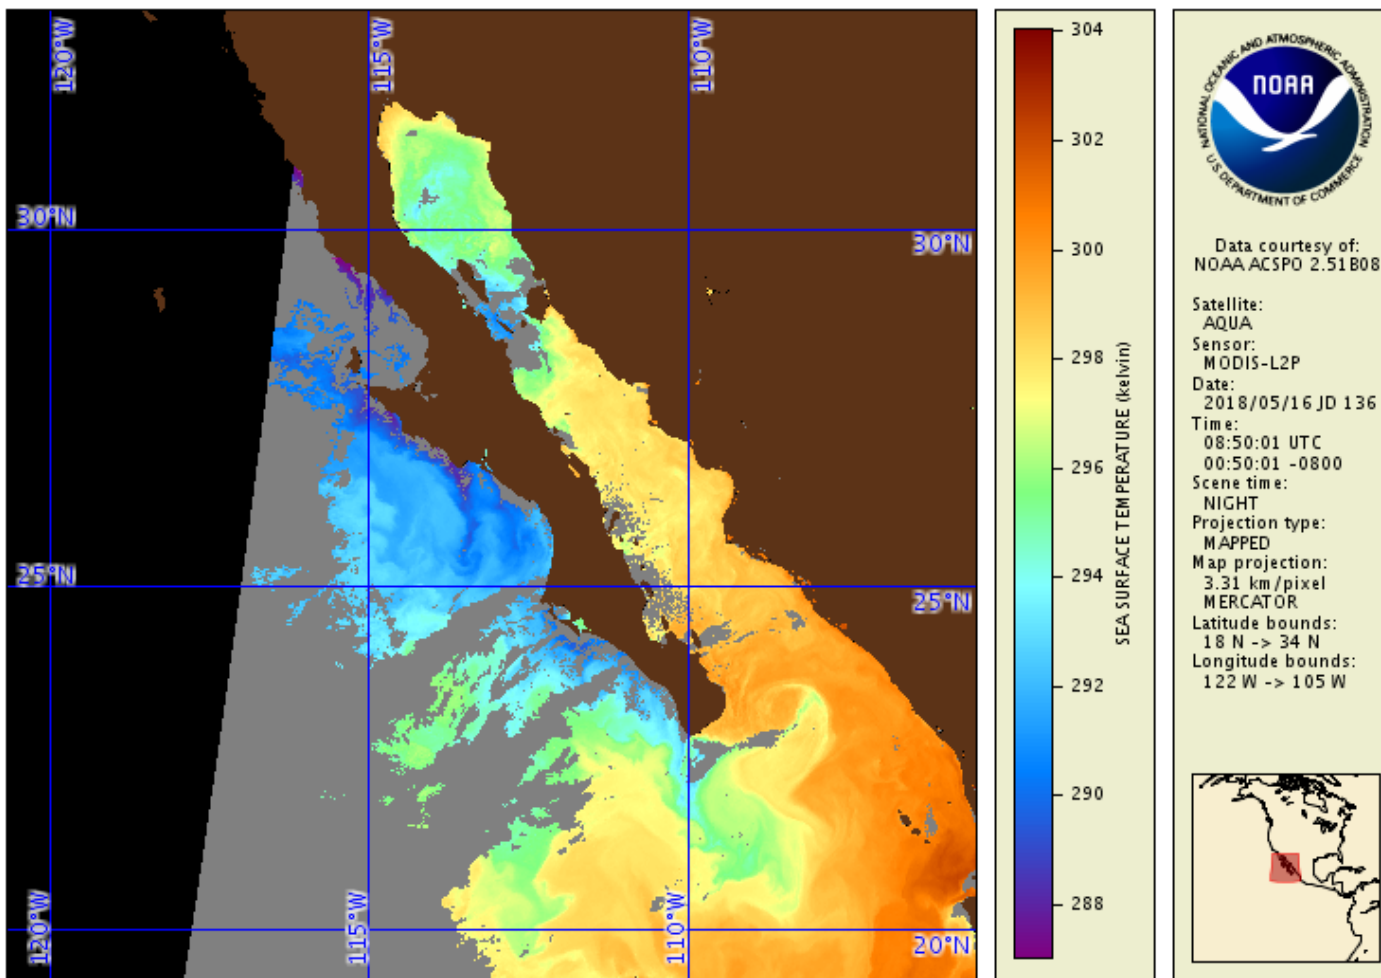 120°W
115°W
110°W
30°N
30°N
25°N
25°N
120°W
115°W
110°W
20°N
304
302
300
298
296
294
292
290
288
SEA SURFACE TEMPERATURE (kelvin)
NATIONAL OCEANIC AND ATMOSPHERIC ADMINISTRATION
NOAA
U.S. DEPARTMENT OF COMMERCE
Data courtesy of:
NOAA ACSPO 2.51B08
Satellite:
AQUA
Sensor:
MODIS-L2P
Date:
2018/05/16 JD 136
Time:
08:50:01 UTC
00:50:01 -0800
Scene time:
NIGHT
Projection type:
MAPPED
Map projection:
3.31 km/pixel
MERCATOR
Latitude bounds:
18 N -> 34 N
Longitude bounds:
122 W -> 105 W